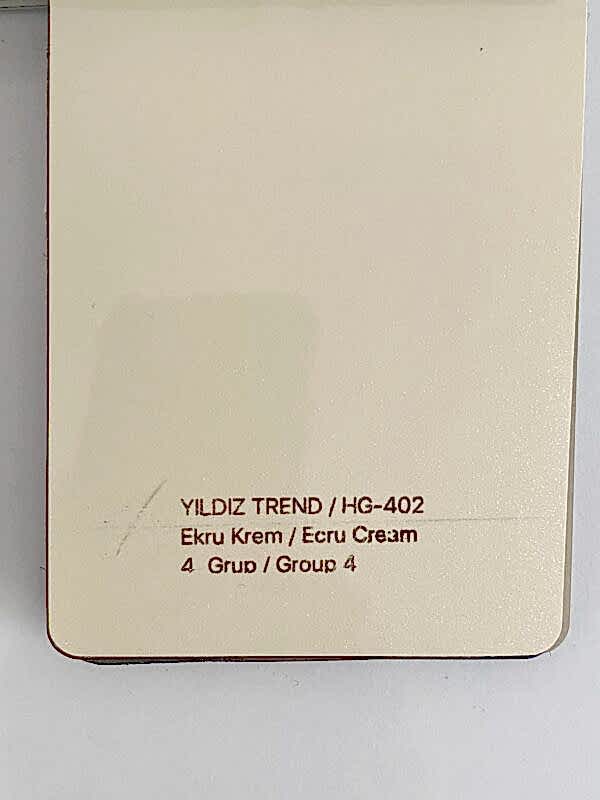 YILDIZ TREND / HG-402
Ekru Krem / Ecru Cream
4 Grup / Group 4